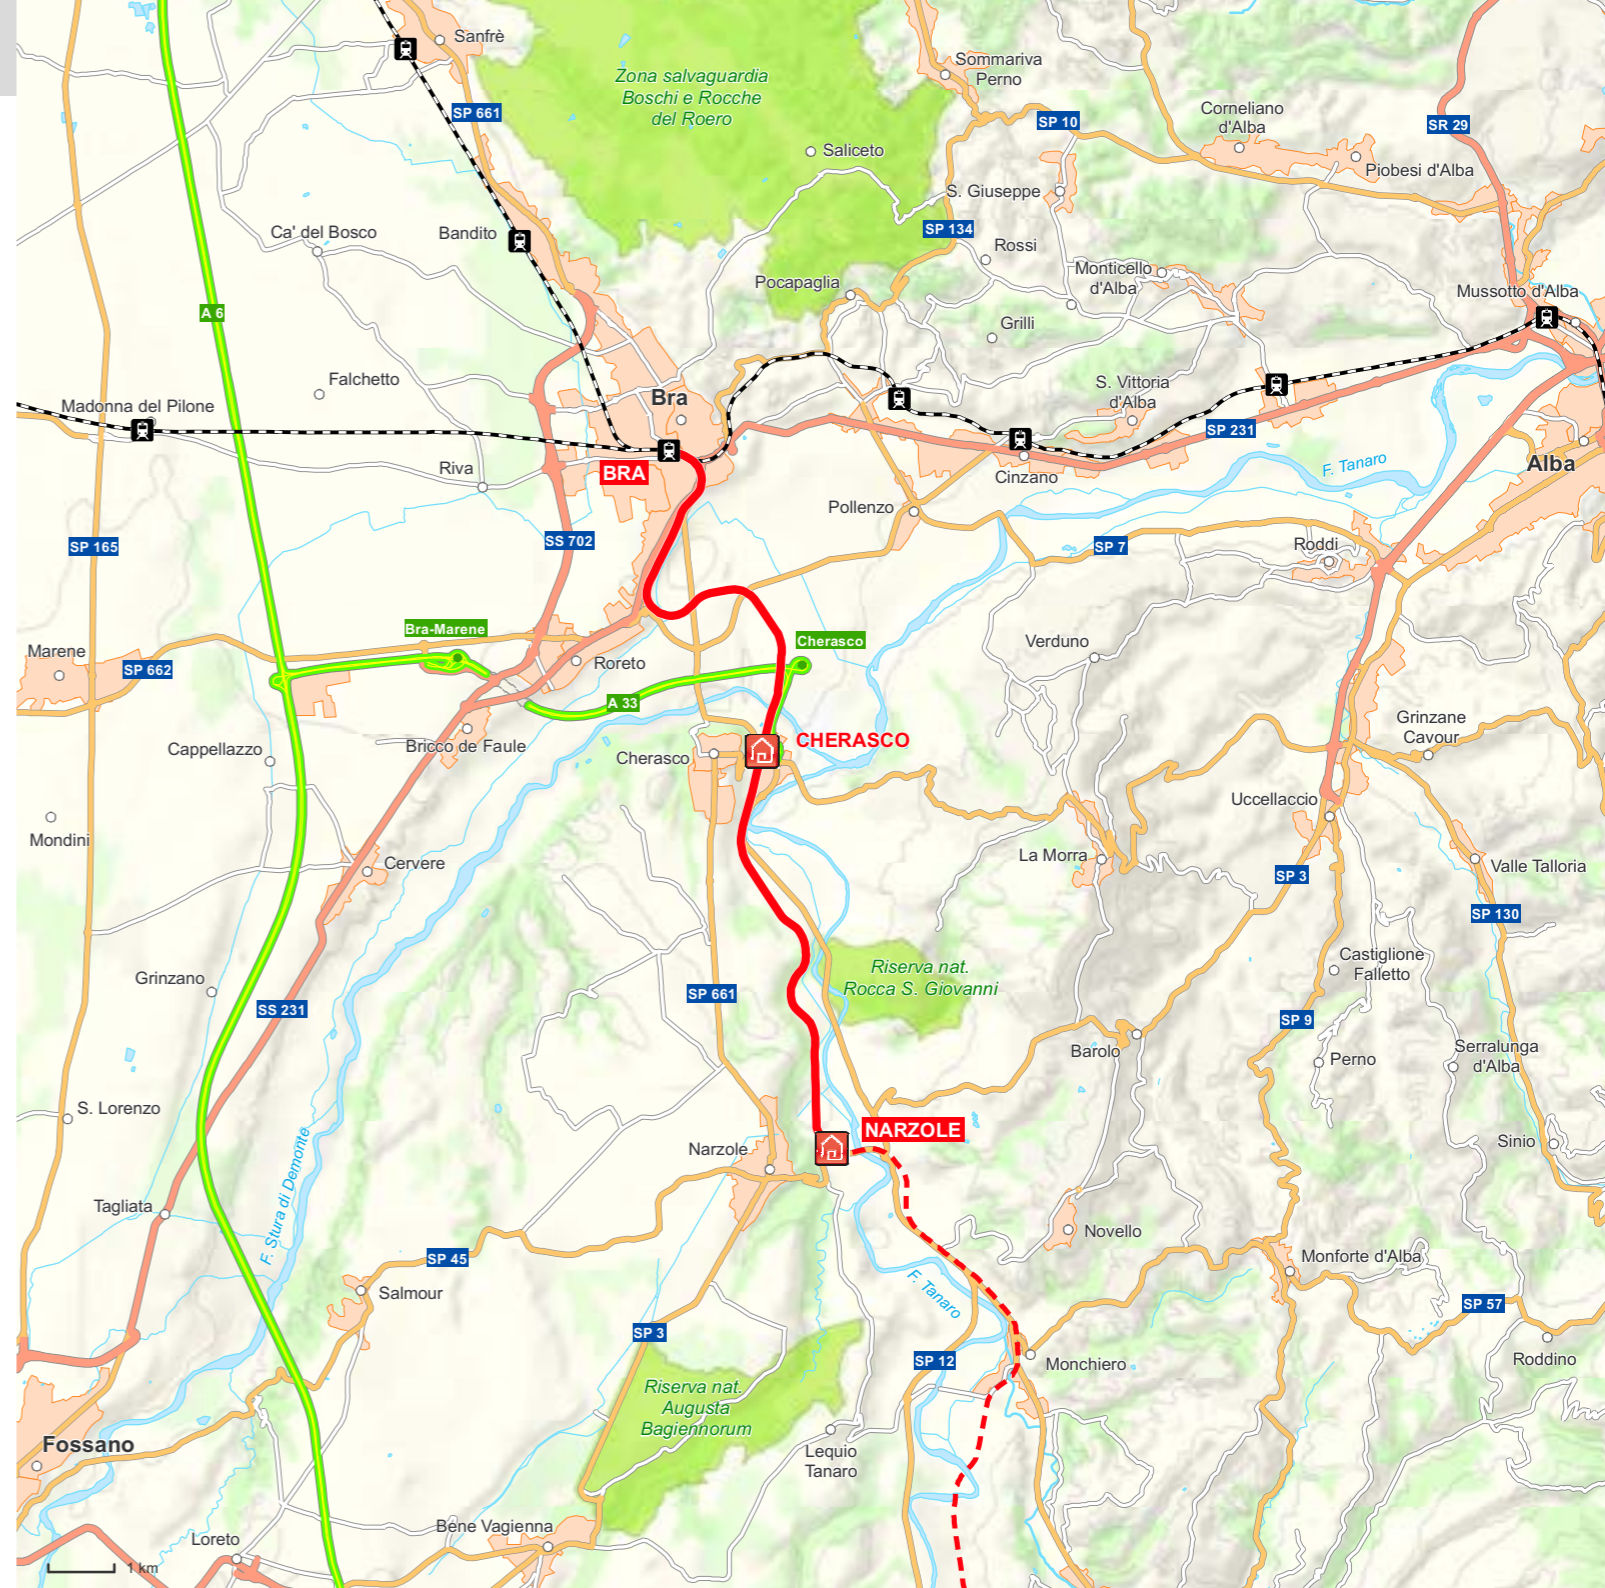 Sanfrè
Sommariva
Perno
Zona salvaguardia
Boschi e Rocche
del Roero
SP 661
SP 10
Corneliano
d'Alba
SR 29
Saliceto
Piobesi d'Alba
S. Giuseppe
Ca' del Bosco
Bandito
SP 134
Rossi
Monticello
d'Alba
Pocapaglia
Mussotto d'Alba
A 6
Grilli
Falchetto
S. Vittoria
d'Alba
Bra
Madonna del Pilone
SP 231
F. Tanaro
Alba
Riva
BRA
Cinzano
Pollenzo
SS 702
SP 165
SP 7
Roddi
Bra-Marene
Cherasco
Verduno
Marene
SP 662
Roreto
A 33
Grinzane
Cavour
CHERASCO
Cappellazzo
Bricco de Faule
Cherasco
Uccellaccio
Mondini
La Morra
Cervere
Valle Talloria
SP 3
SP 130
Castiglione
Falletto
Riserva nat.
Rocca S. Giovanni
Grinzano
SP 661
SS 231
SP 9
Barolo
Serralunga
d'Alba
Perno
S. Lorenzo
NARZOLE
Narzole
Sinio
F. Stura di Demonte
Tagliata
Novello
Monforte d'Alba
SP 45
Salmour
F. Tanaro
SP 57
SP 3
SP 12
Monchiero
Roddino
Riserva nat.
Augusta
Bagiennorum
Fossano
Lequio
Tanaro
Bene Vagienna
Loreto
1 km